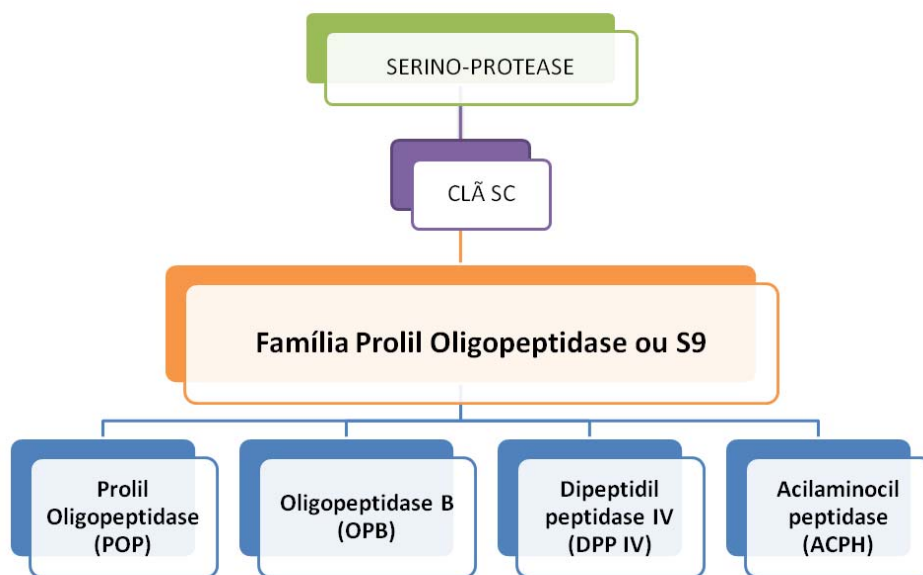 SERINO-PROTEASE
CLÃ SC
Família Prolil Oligopeptidase ou S9
Prolil
Oligopeptidase
(POP)
Oligopeptidase B
(OPB)
Dipeptidil
peptidase IV
(DPP IV)
Acilaminocil
peptidase
(ACPH)